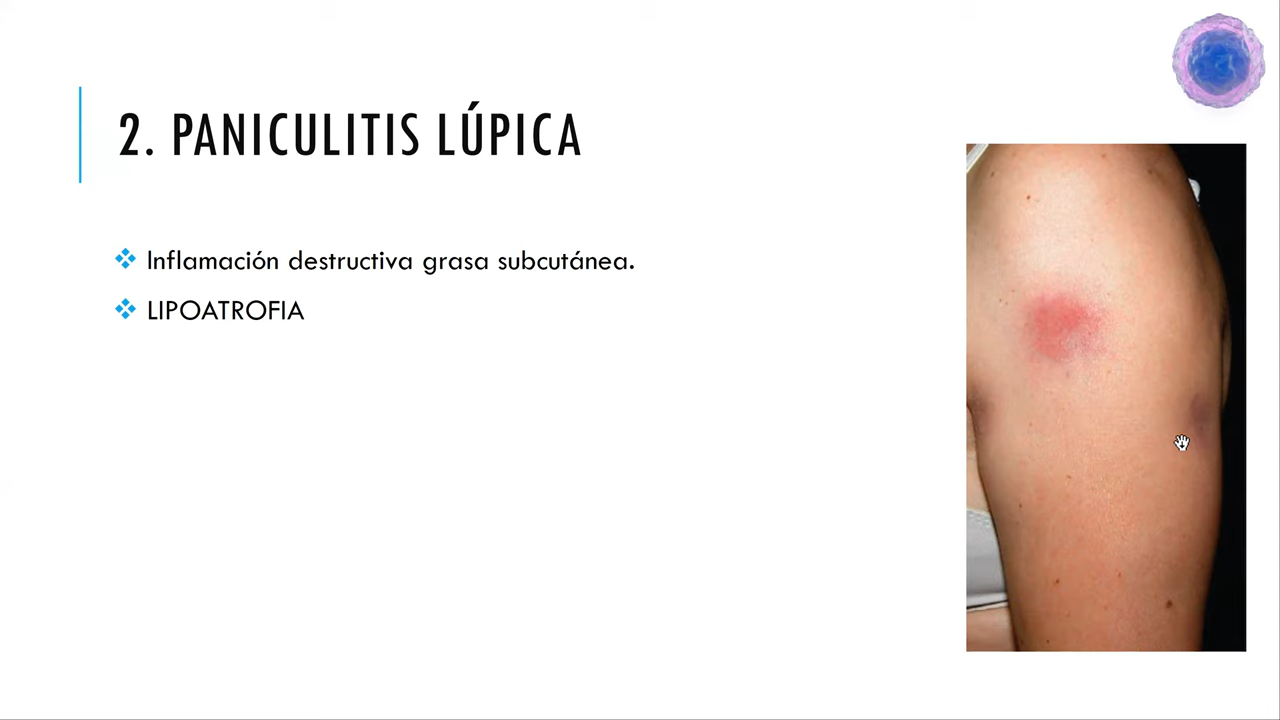 2. PANICULITIS LÚPICA
Inflamación destructiva grasa subcutánea.
LIPOATROFIA